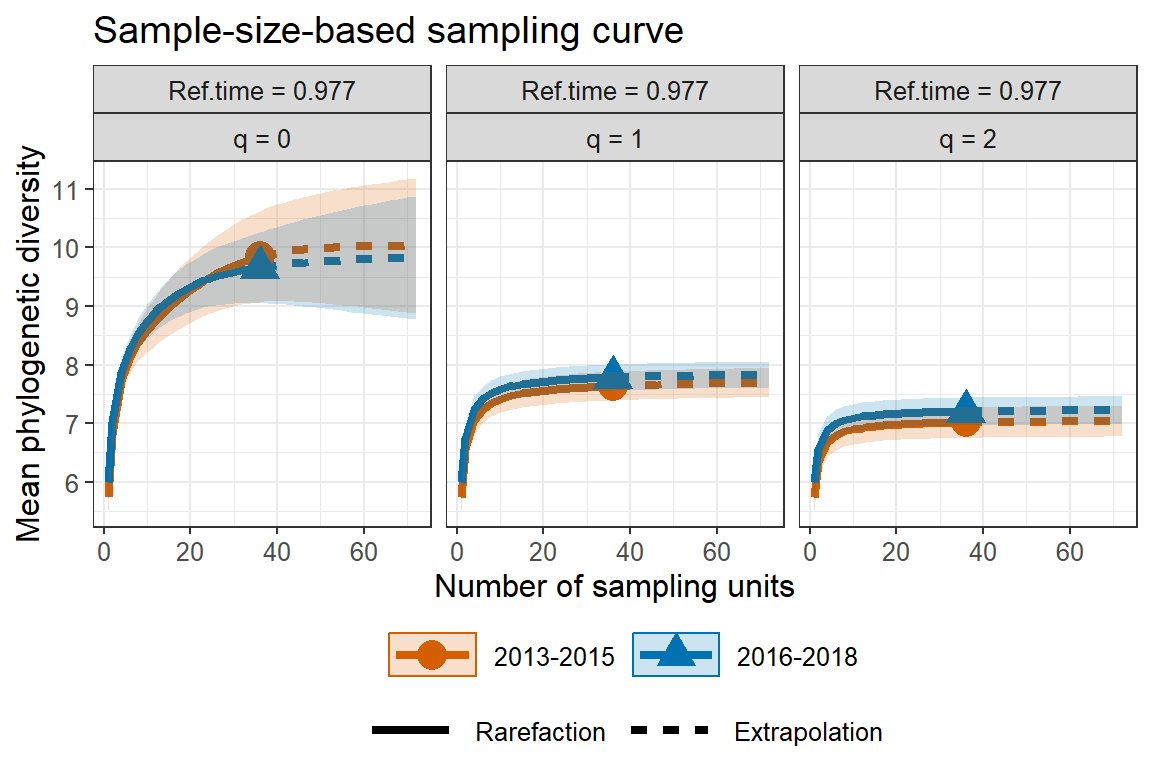 Sample-size-based sampling curve
Ref.time = 0.977 Ref.time = 0.977 Ref.time = 0.977
q = 0 q = 1 q = 2
Mean phylogenetic diversity
11
10
9
8
7
6
0 20 40 60 0 20 40 60 0 20 40 60
Number of sampling units
2013-2015 2016-2018
Rarefaction Extrapolation